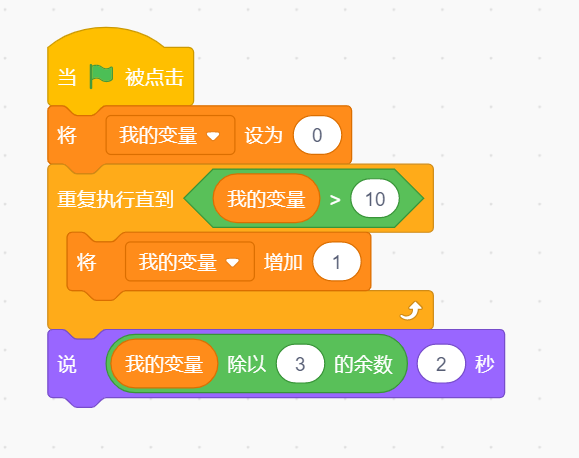 当 被点击
将 我的变量 设为 0
重复执行直到 我的变量 > 10
将 我的变量 增加 1
说 我的变量 除以 3 的余数 2 秒